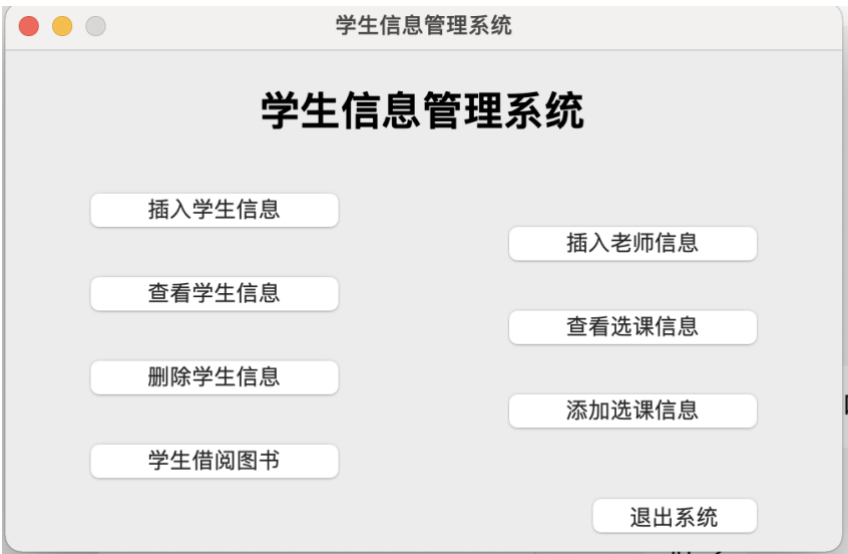 学生信息管理系统
学生信息管理系统
插入学生信息
插入老师信息
查看学生信息
查看选课信息
删除学生信息
添加选课信息
学生借阅图书
退出系统